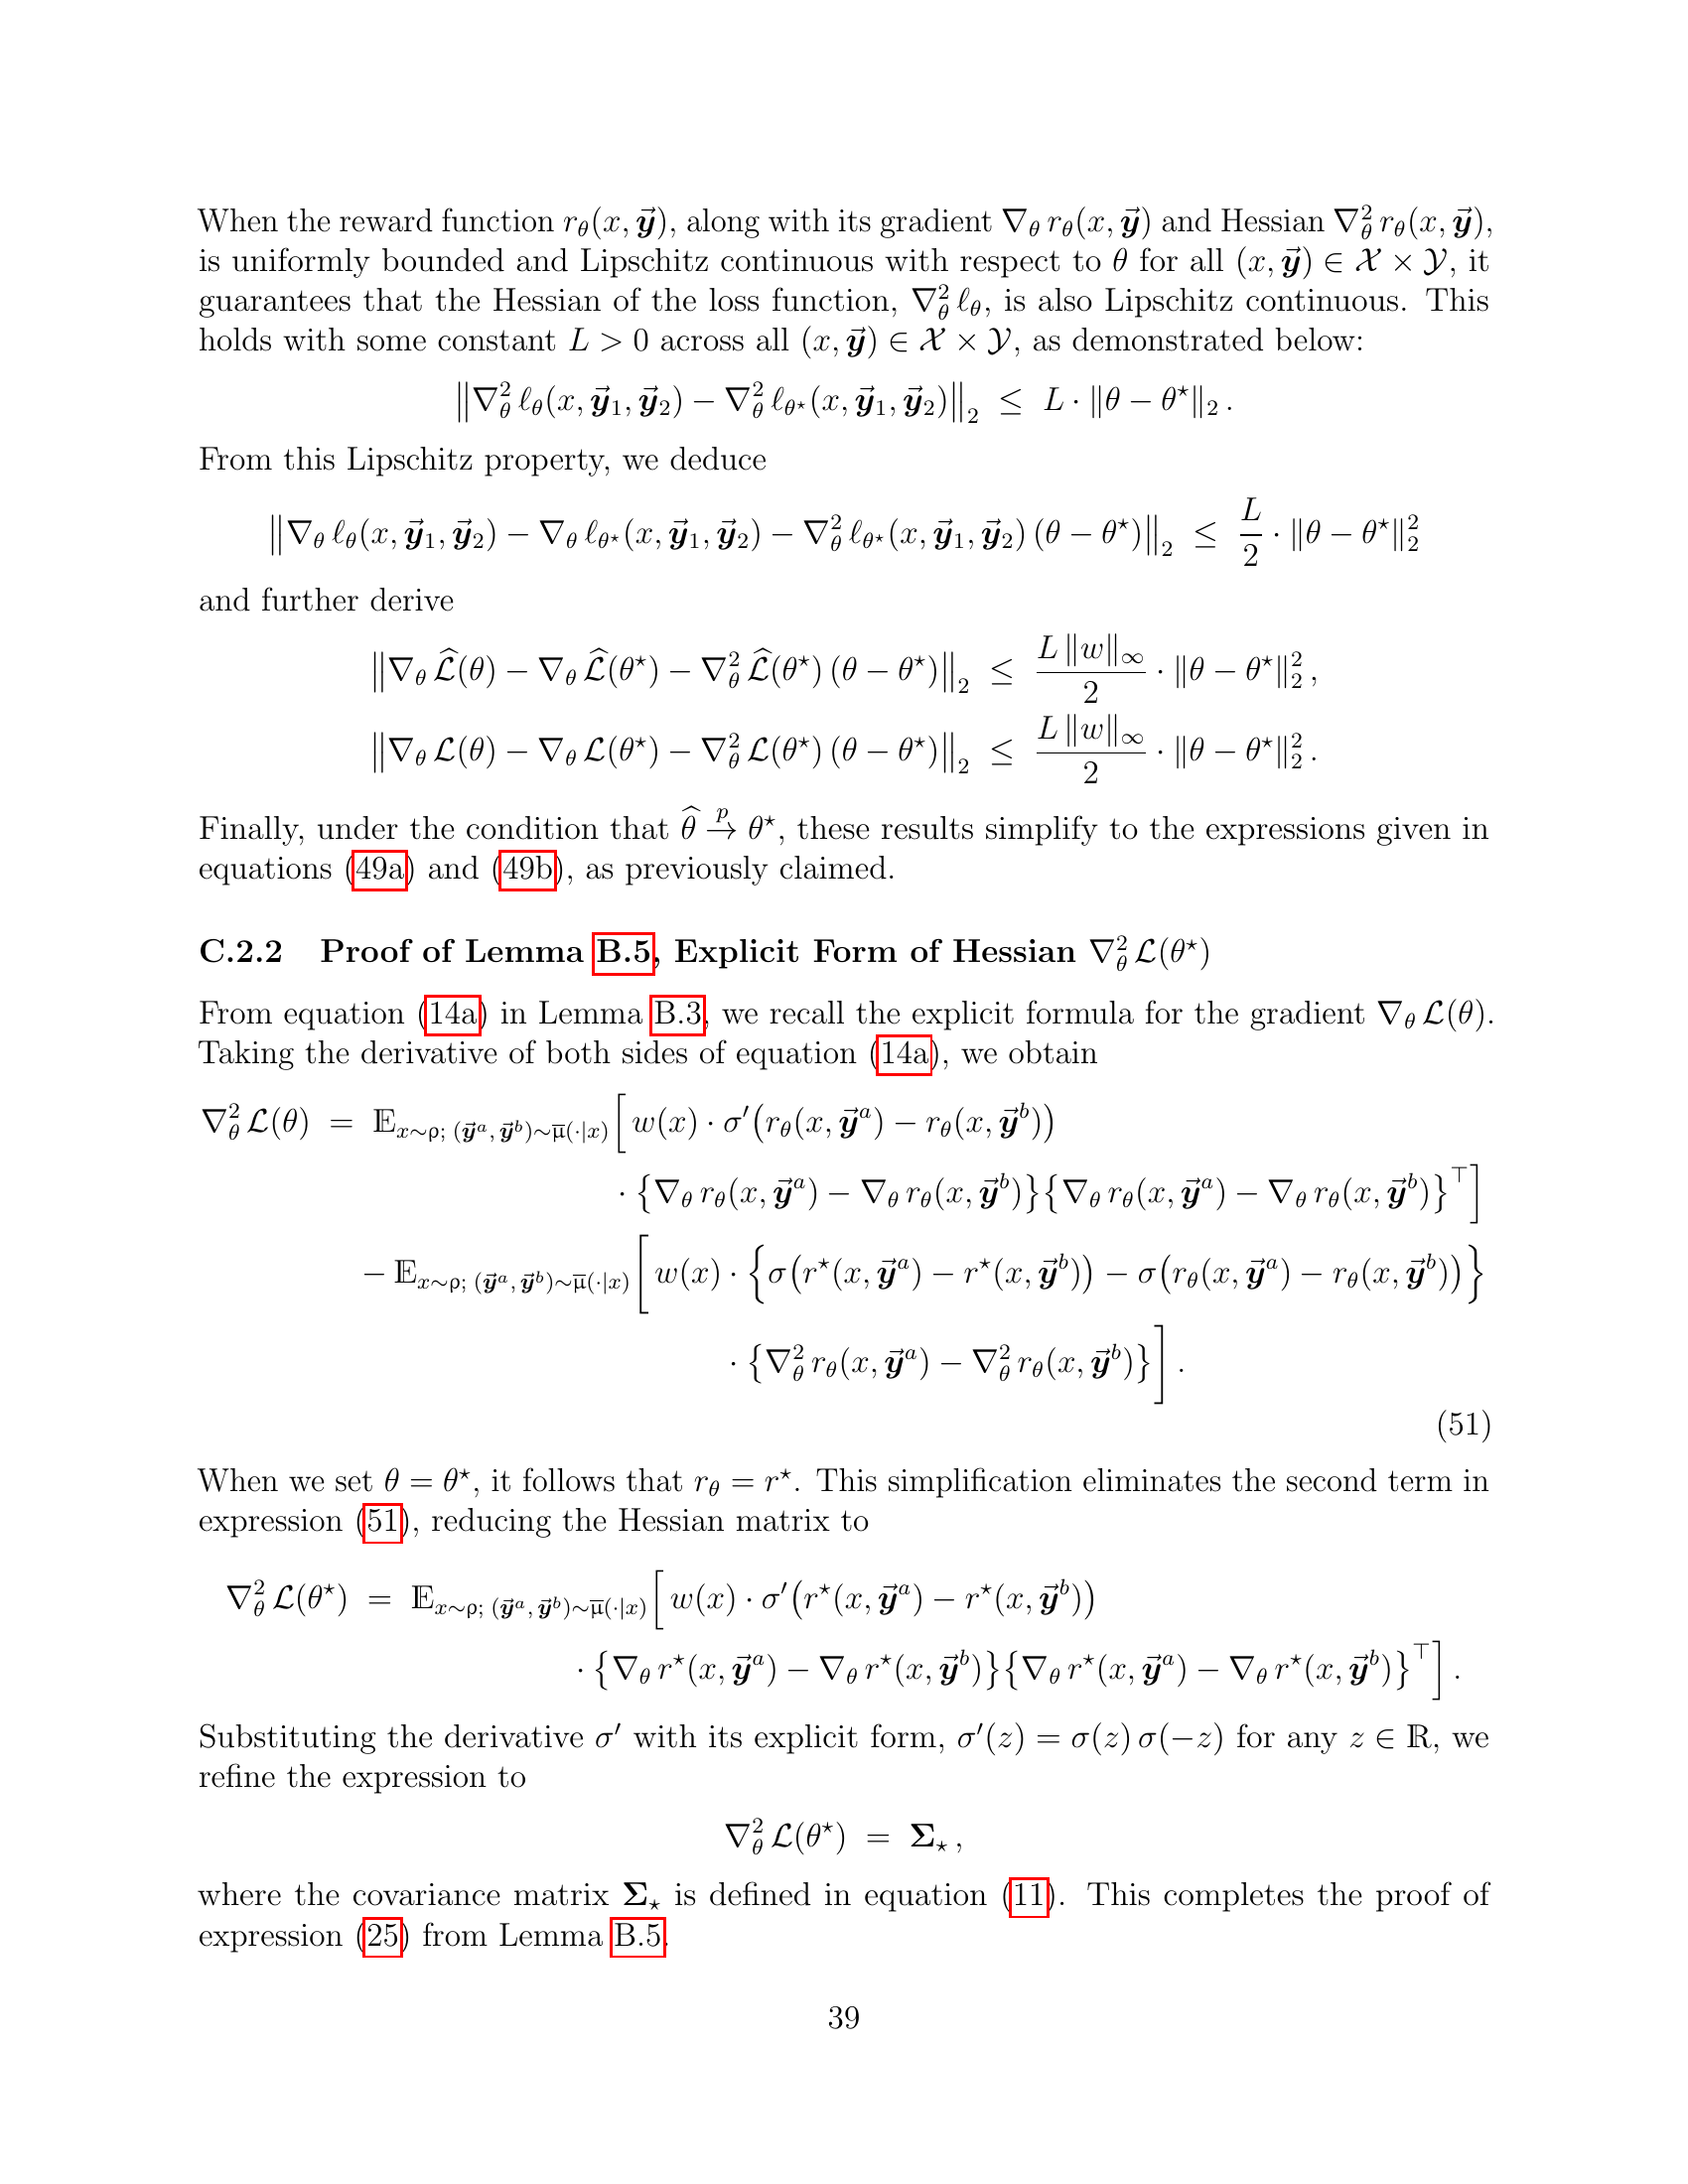 When the reward function $r_\theta(x, \vec{\boldsymbol{y}})$, along with its gradient $\nabla_\theta\, r_\theta(x, \vec{\boldsymbol{y}})$ and Hessian $\nabla^2_\theta\, r_\theta(x, \vec{\boldsymbol{y}})$,
is uniformly bounded and Lipschitz continuous with respect to $\theta$ for all $(x, \vec{\boldsymbol{y}}) \in \mathcal{X} \times \mathcal{Y}$, it
guarantees that the Hessian of the loss function, $\nabla^2_\theta\, \ell_\theta$, is also Lipschitz continuous. This
holds with some constant $L > 0$ across all $(x, \vec{\boldsymbol{y}}) \in \mathcal{X} \times \mathcal{Y}$, as demonstrated below:
$\big\| \nabla^2_\theta\, \ell_\theta(x, \vec{\boldsymbol{y}}_1, \vec{\boldsymbol{y}}_2) - \nabla^2_\theta\, \ell_{\theta^\star}(x, \vec{\boldsymbol{y}}_1, \vec{\boldsymbol{y}}_2) \big\|_2 \le L \cdot \|\theta - \theta^\star\|_2 .$
From this Lipschitz property, we deduce
$\big\| \nabla_\theta\, \ell_\theta(x, \vec{\boldsymbol{y}}_1, \vec{\boldsymbol{y}}_2) - \nabla_\theta\, \ell_{\theta^\star}(x, \vec{\boldsymbol{y}}_1, \vec{\boldsymbol{y}}_2) - \nabla^2_\theta\, \ell_{\theta^\star}(x, \vec{\boldsymbol{y}}_1, \vec{\boldsymbol{y}}_2)\, (\theta - \theta^\star) \big\|_2 \le \frac{L}{2} \cdot \|\theta - \theta^\star\|_2^2$
and further derive
$\big\| \nabla_\theta\, \widehat{\mathcal{L}}(\theta) - \nabla_\theta\, \widehat{\mathcal{L}}(\theta^\star) - \nabla^2_\theta\, \widehat{\mathcal{L}}(\theta^\star)\, (\theta - \theta^\star) \big\|_2 \le \frac{L\, \|w\|_\infty}{2} \cdot \|\theta - \theta^\star\|_2^2 ,$
$\big\| \nabla_\theta\, \mathcal{L}(\theta) - \nabla_\theta\, \mathcal{L}(\theta^\star) - \nabla^2_\theta\, \mathcal{L}(\theta^\star)\, (\theta - \theta^\star) \big\|_2 \le \frac{L\, \|w\|_\infty}{2} \cdot \|\theta - \theta^\star\|_2^2 .$
Finally, under the condition that $\widehat{\theta} \xrightarrow{p} \theta^\star$, these results simplify to the expressions given in
equations (49a) and (49b), as previously claimed.
C.2.2 Proof of Lemma B.5, Explicit Form of Hessian $\nabla^2_\theta\, \mathcal{L}(\theta^\star)$
From equation (14a) in Lemma B.3, we recall the explicit formula for the gradient $\nabla_\theta\, \mathcal{L}(\theta)$.
Taking the derivative of both sides of equation (14a), we obtain
$\nabla^2_\theta\, \mathcal{L}(\theta) = \mathbb{E}_{x \sim \rho;\, (\vec{\boldsymbol{y}}^a, \vec{\boldsymbol{y}}^b) \sim \overline{\mu}(\cdot|x)} \Big[ w(x) \cdot \sigma'\big(r_\theta(x, \vec{\boldsymbol{y}}^a) - r_\theta(x, \vec{\boldsymbol{y}}^b)\big)$
$\cdot \big\{\nabla_\theta\, r_\theta(x, \vec{\boldsymbol{y}}^a) - \nabla_\theta\, r_\theta(x, \vec{\boldsymbol{y}}^b)\big\}\big\{\nabla_\theta\, r_\theta(x, \vec{\boldsymbol{y}}^a) - \nabla_\theta\, r_\theta(x, \vec{\boldsymbol{y}}^b)\big\}^\top \Big]$
$- \mathbb{E}_{x \sim \rho;\, (\vec{\boldsymbol{y}}^a, \vec{\boldsymbol{y}}^b) \sim \overline{\mu}(\cdot|x)} \Big[ w(x) \cdot \Big\{\sigma\big(r^\star(x, \vec{\boldsymbol{y}}^a) - r^\star(x, \vec{\boldsymbol{y}}^b)\big) - \sigma\big(r_\theta(x, \vec{\boldsymbol{y}}^a) - r_\theta(x, \vec{\boldsymbol{y}}^b)\big)\Big\}$
$\cdot \big\{\nabla^2_\theta\, r_\theta(x, \vec{\boldsymbol{y}}^a) - \nabla^2_\theta\, r_\theta(x, \vec{\boldsymbol{y}}^b)\big\} \Big] .$
(51)
When we set $\theta = \theta^\star$, it follows that $r_\theta = r^\star$. This simplification eliminates the second term in
expression (51), reducing the Hessian matrix to
$\nabla^2_\theta\, \mathcal{L}(\theta^\star) = \mathbb{E}_{x \sim \rho;\, (\vec{\boldsymbol{y}}^a, \vec{\boldsymbol{y}}^b) \sim \overline{\mu}(\cdot|x)} \Big[ w(x) \cdot \sigma'\big(r^\star(x, \vec{\boldsymbol{y}}^a) - r^\star(x, \vec{\boldsymbol{y}}^b)\big)$
$\cdot \big\{\nabla_\theta\, r^\star(x, \vec{\boldsymbol{y}}^a) - \nabla_\theta\, r^\star(x, \vec{\boldsymbol{y}}^b)\big\}\big\{\nabla_\theta\, r^\star(x, \vec{\boldsymbol{y}}^a) - \nabla_\theta\, r^\star(x, \vec{\boldsymbol{y}}^b)\big\}^\top \Big] .$
Substituting the derivative $\sigma'$ with its explicit form, $\sigma'(z) = \sigma(z)\, \sigma(-z)$ for any $z \in \mathbb{R}$, we
refine the expression to
$\nabla^2_\theta\, \mathcal{L}(\theta^\star) = \boldsymbol{\Sigma}_\star ,$
where the covariance matrix $\boldsymbol{\Sigma}_\star$ is defined in equation (11). This completes the proof of
expression (25) from Lemma B.5.
39